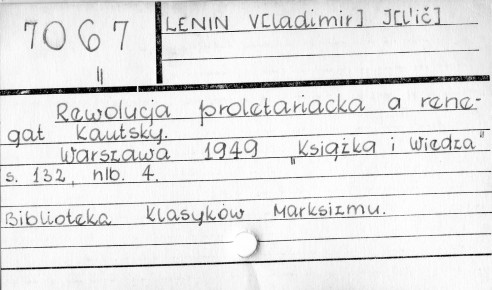 7067
LENIN V[ladimir] J[l'ič]
"
Rewolucja proletariacka a rene-
gat Kautsky.
Warszawa 1949 "Książka i Wiedza"
s. 132, nlb. 4.
Biblioteka Klasyków Marksizmu.